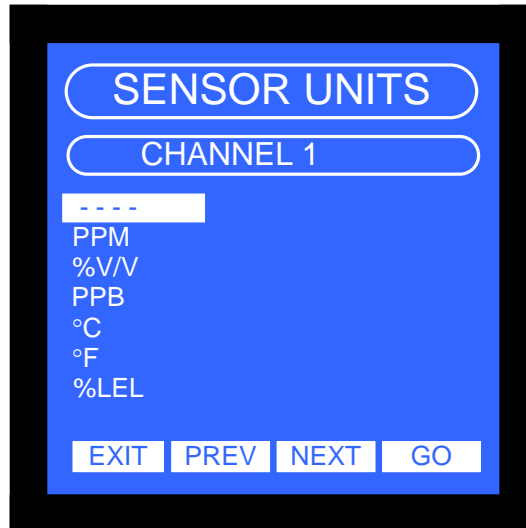 SENSOR UNITS
CHANNEL 1
- - - -
PPM
%V/V
PPB
°C
°F
%LEL
EXIT PREV NEXT GO